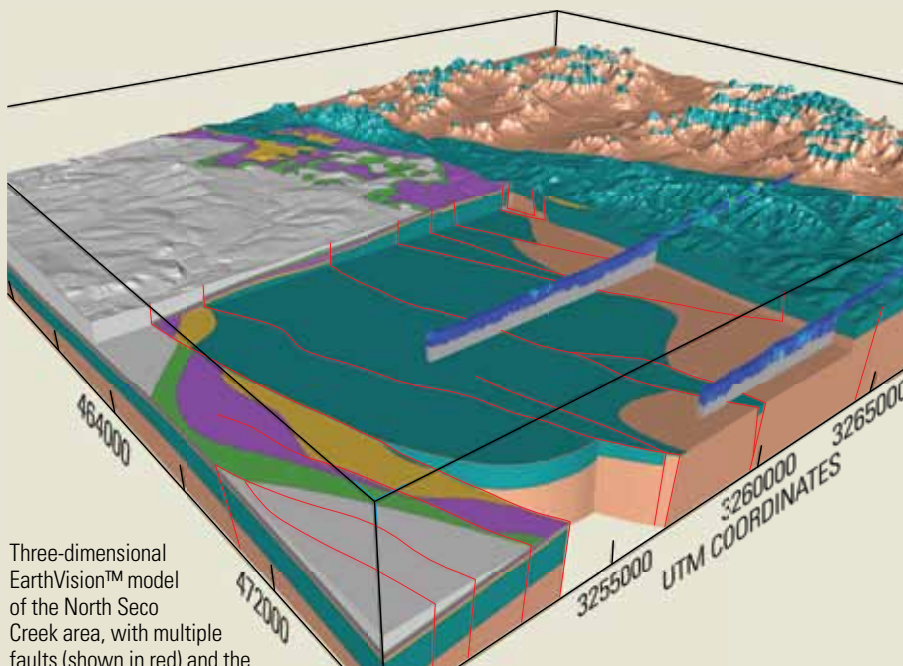 464000
472000
3255000
3260000
3265000
UTM COORDINATES
Three-dimensional
EarthVision™ model
of the North Seco
Creek area, with multiple
faults (shown in red) and the